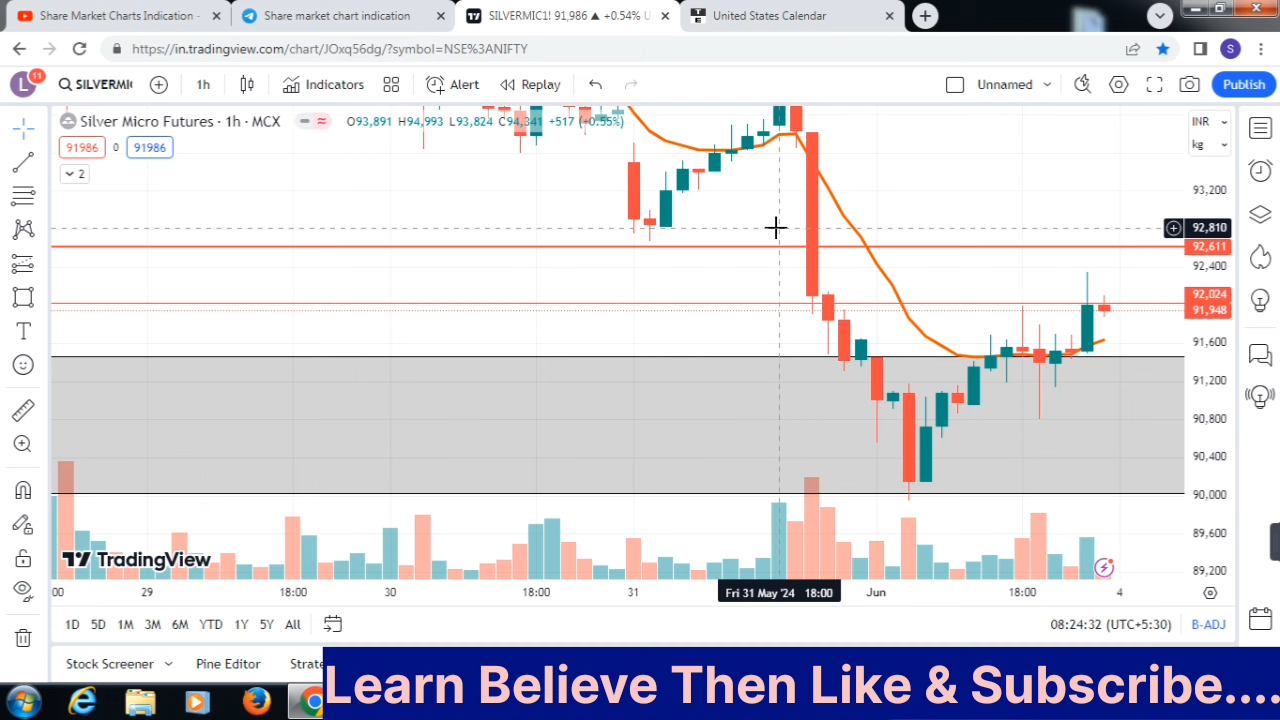 Share Market Charts Indication -
Share market chart indication
SILVERMIC1! 91,986 ▲ +0.54% U
United States Calendar
S
https://in.tradingview.com/chart/JOxq56dg/?symbol=NSE%3ANIFTY
L 11
SILVERMI
1h
Indicators
Alert
Replay
Unnamed
Publish
Silver Micro Futures · 1h · MCX
O93,891 H94,993 L93,824 C94,341 +517 (+0.55%)
91986 0 91986
2
INR
kg
93,200
92,810
92,611
92,400
92,024
91,948
91,600
91,200
90,800
90,400
90,000
89,600
89,200
TradingView
:00 29 18:00 30 18:00 31 Fri 31 May '24 18:00 Jun 18:00 4
1D 5D 1M 3M 6M YTD 1Y 5Y All
08:24:32 (UTC+5:30) B-ADJ
Stock Screener Pine Editor Strate
Learn Believe Then Like & Subscribe....